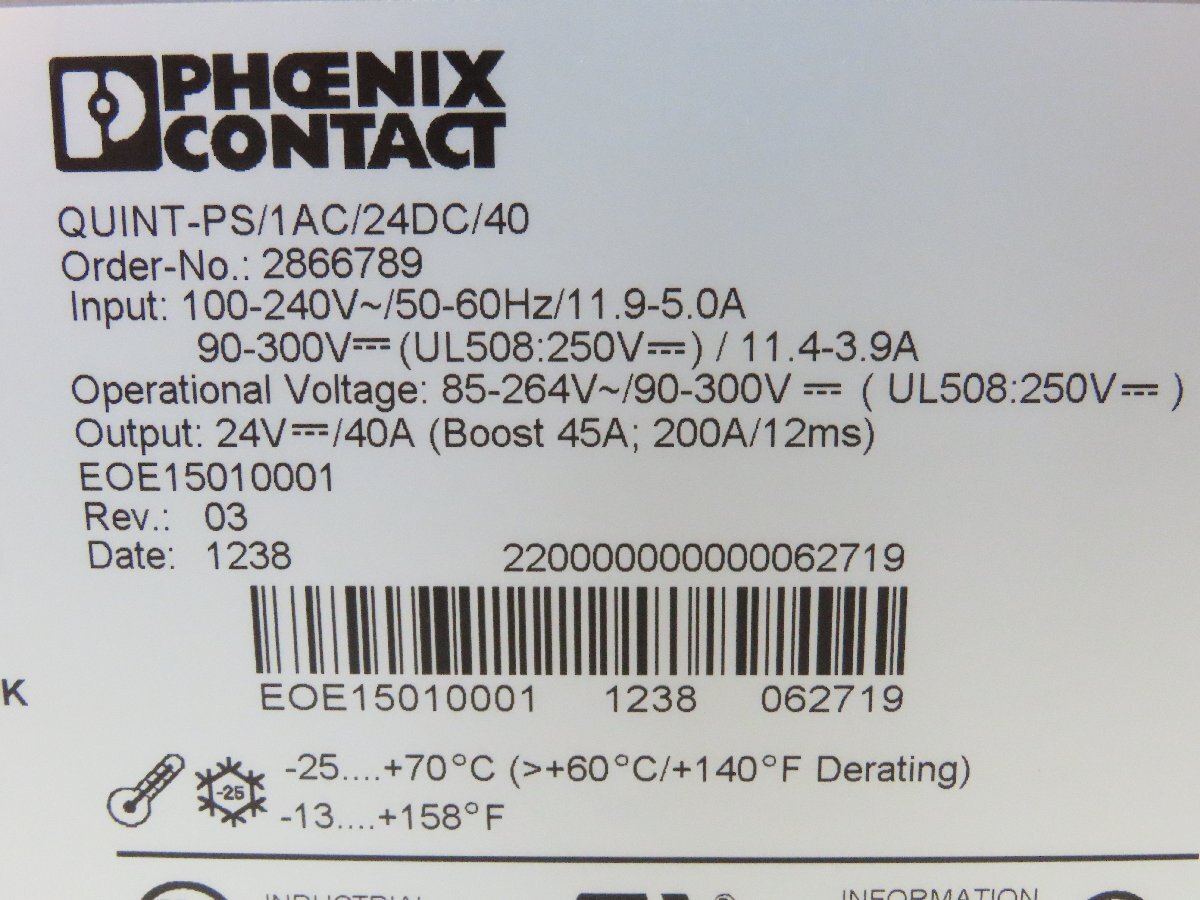 PHŒNIX
CONTACT
QUINT-PS/1AC/24DC/40
Order-No.: 2866789
Input: 100-240V~/50-60Hz/11.9-5.0A
90-300V⎓(UL508:250V⎓) / 11.4-3.9A
Operational Voltage: 85-264V~/90-300V ⎓ ( UL508:250V⎓ )
Output: 24V⎓/40A (Boost 45A; 200A/12ms)
EOE15010001
Rev.: 03
Date: 1238 220000000000062719
K
EOE15010001 1238 062719
-25....+70°C (>+60°C/+140°F Derating)
-25
-13....+158°F
INDUSTRIAL ® INFORMATION